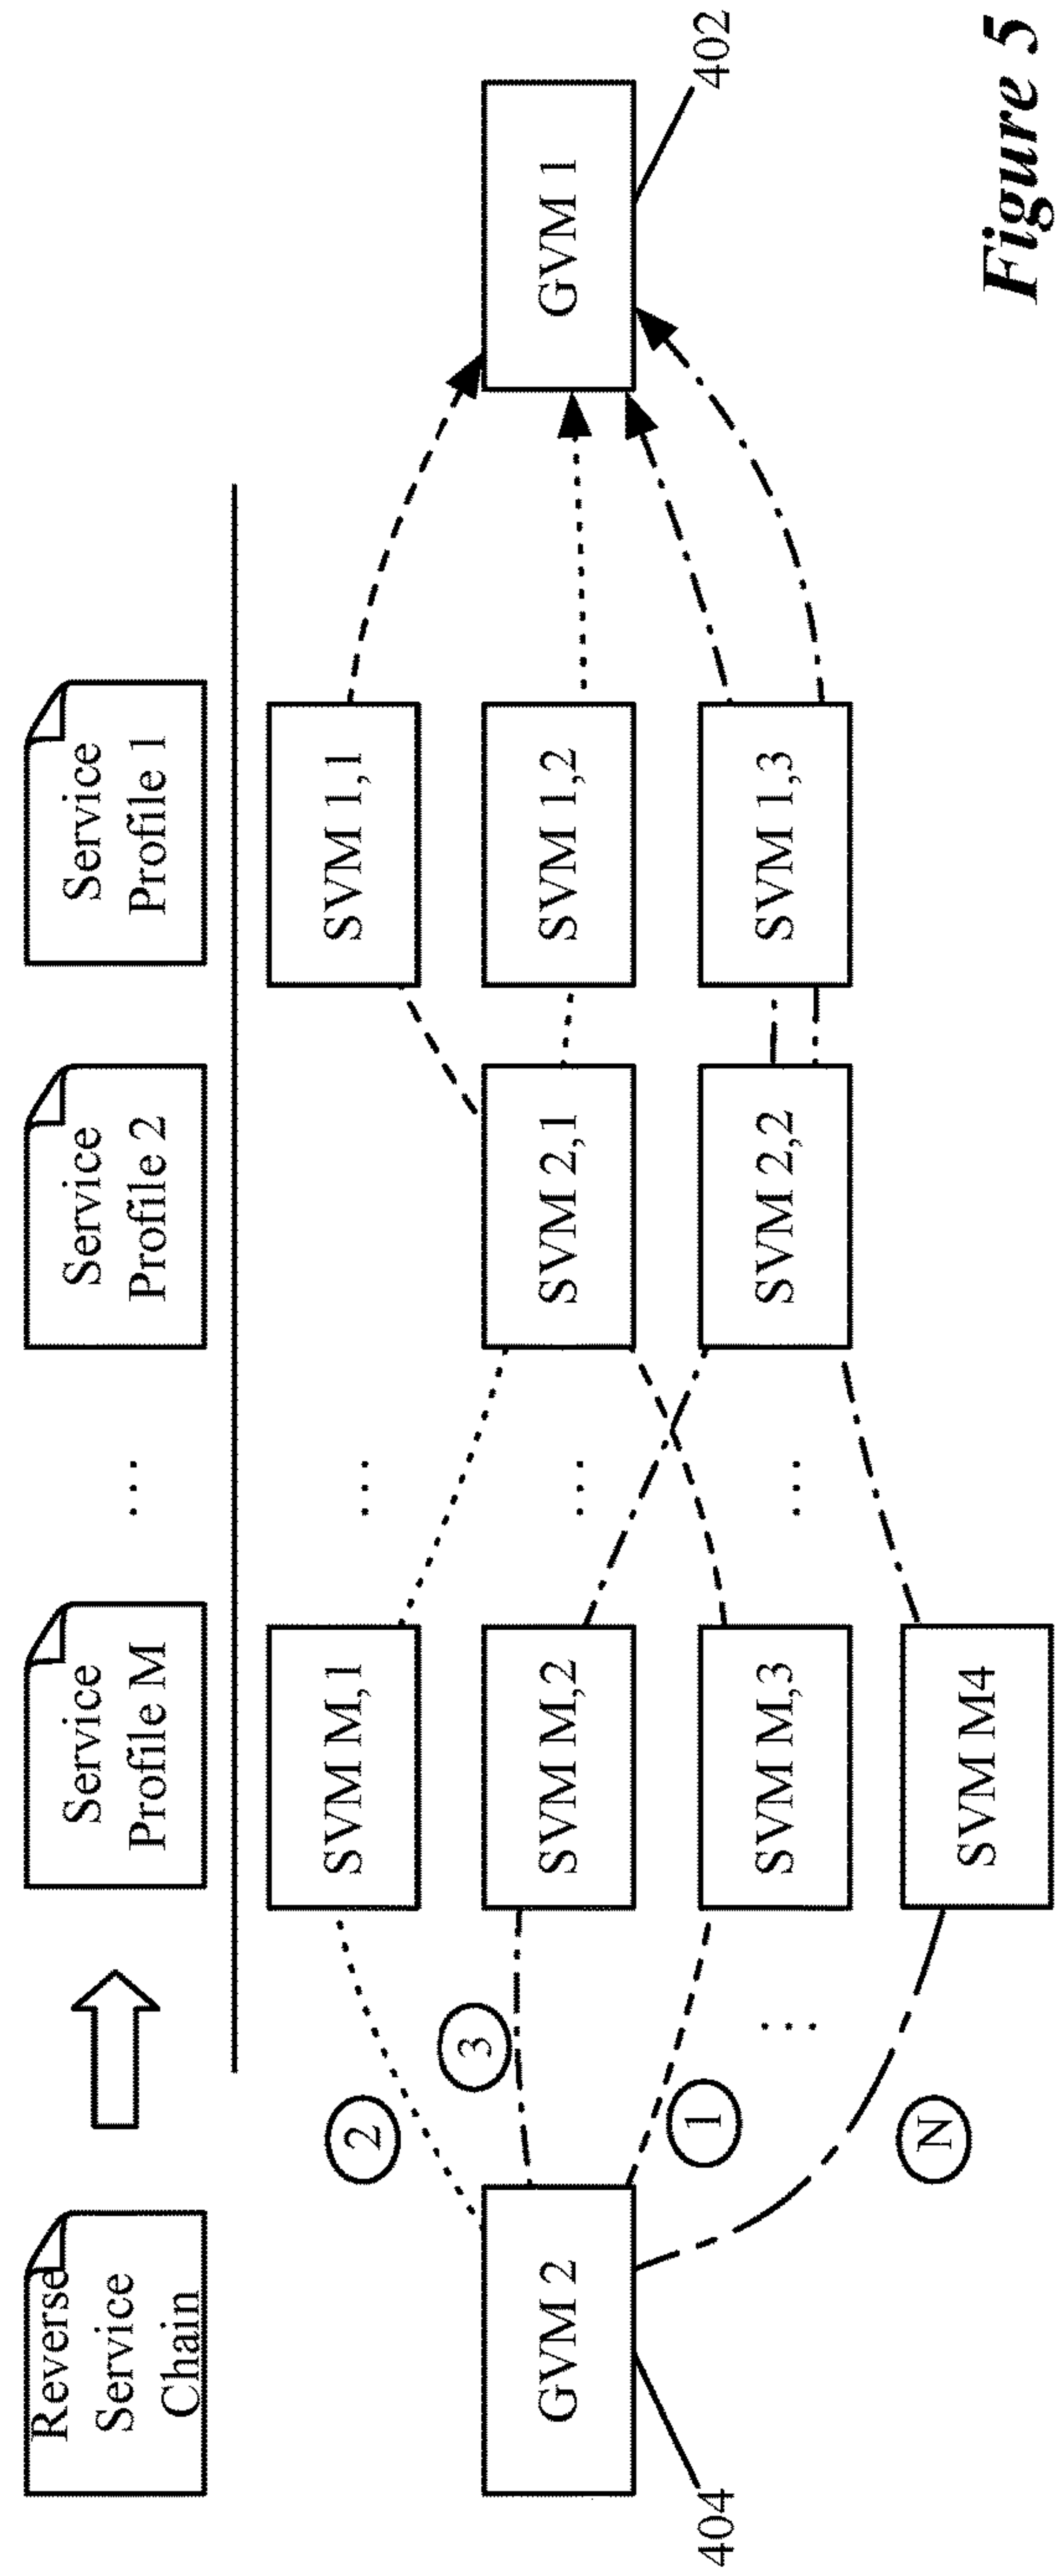 Reverse
Service
Chain
Service
Profile M
...
Service
Profile 2
Service
Profile 1
GVM 2
404
2
3
1
N
...
SVM M,1
SVM M,2
SVM M,3
SVM M4
...
...
...
SVM 2,1
SVM 2,2
SVM 1,1
SVM 1,2
SVM 1,3
GVM 1
402
Figure 5